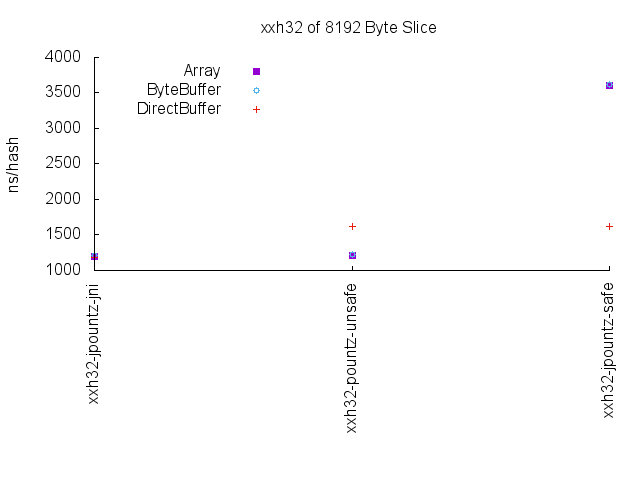 xxh32 of 8192 Byte Slice
4000
3500
3000
2500
2000
1500
1000
ns/hash
Array
ByteBuffer
DirectBuffer
xxh32-jpountz-jni
xxh32-pountz-unsafe
xxh32-jpountz-safe